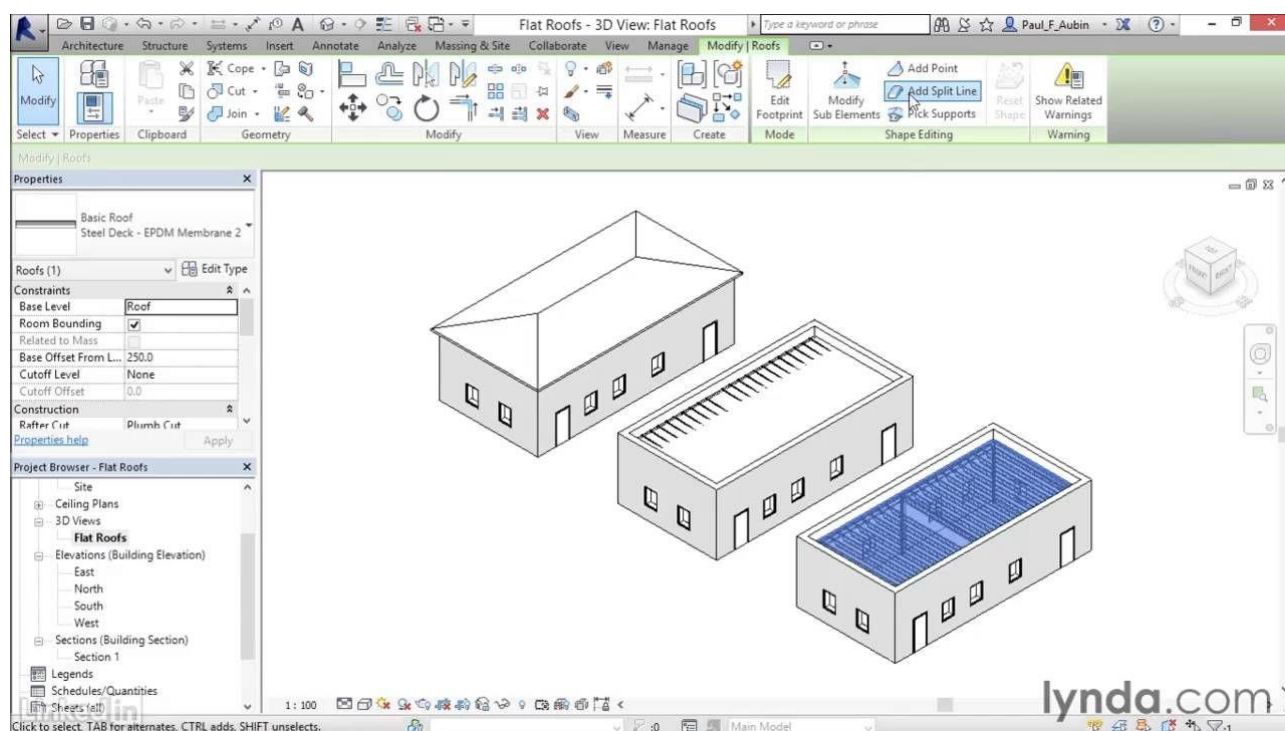 Flat Roofs - 3D View: Flat Roofs
Type a keyword or phrase
Paul_F_Aubin
Architecture Structure Systems Insert Annotate Analyze Massing & Site Collaborate View Manage Modify | Roofs
Modify
Properties
Paste
Cope
Cut
Join
Edit Footprint
Modify Sub Elements
Add Point
Add Split Line
Pick Supports
Reset Shape
Show Related Warnings
Select Properties Clipboard Geometry Modify View Measure Create Mode Shape Editing Warning
Modify | Roofs
Properties
Basic Roof
Steel Deck - EPDM Membrane 2
Roofs (1) Edit Type
Constraints
Base Level Roof
Room Bounding
Related to Mass
Base Offset From L... 250.0
Cutoff Level None
Cutoff Offset 0.0
Construction
Rafter Cut Plumb Cut
Properties help Apply
Project Browser - Flat Roofs
Site
Ceiling Plans
3D Views
Flat Roofs
Elevations (Building Elevation)
East
North
South
West
Sections (Building Section)
Section 1
Legends
Schedules/Quantities
Sheets (all)
LinkedIn
1 : 100
lynda.com
Click to select, TAB for alternates, CTRL adds, SHIFT unselects.
:0
Main Model
:1